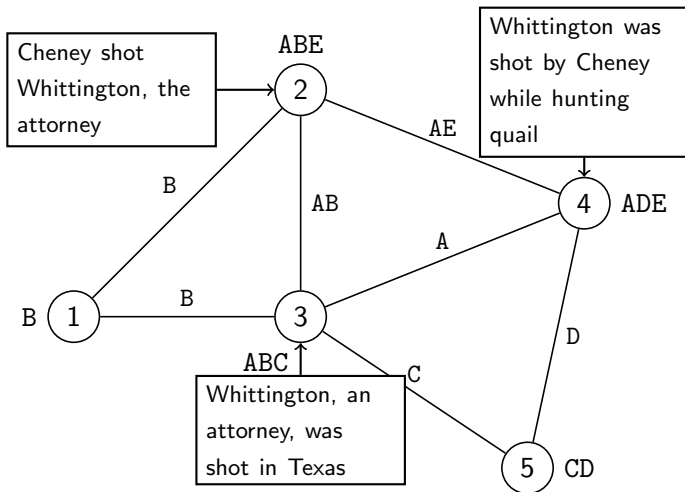 Cheney shot
Whittington, the
attorney
ABE
2
Whittington was
shot by Cheney
while hunting
quail
AE
B
AB
4
ADE
A
B
B
1
3
D
ABC
C
Whittington, an
attorney, was
shot in Texas
5
CD